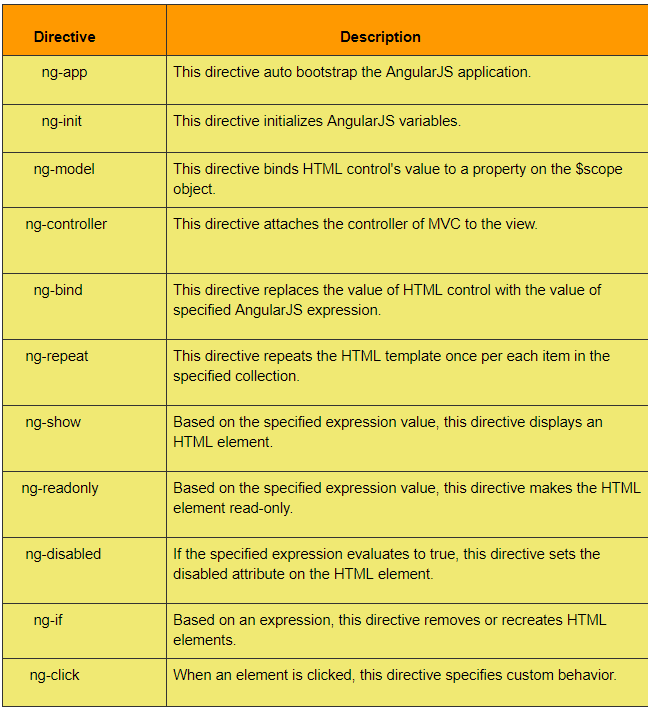 Directive Description
ng-app This directive auto bootstrap the AngularJS application.
ng-init This directive initializes AngularJS variables.
ng-model This directive binds HTML control's value to a property on the $scope
object.
ng-controller This directive attaches the controller of MVC to the view.
ng-bind This directive replaces the value of HTML control with the value of
specified AngularJS expression.
ng-repeat This directive repeats the HTML template once per each item in the
specified collection.
ng-show Based on the specified expression value, this directive displays an
HTML element.
ng-readonly Based on the specified expression value, this directive makes the HTML
element read-only.
ng-disabled If the specified expression evaluates to true, this directive sets the
disabled attribute on the HTML element.
ng-if Based on an expression, this directive removes or recreates HTML
elements.
ng-click When an element is clicked, this directive specifies custom behavior.